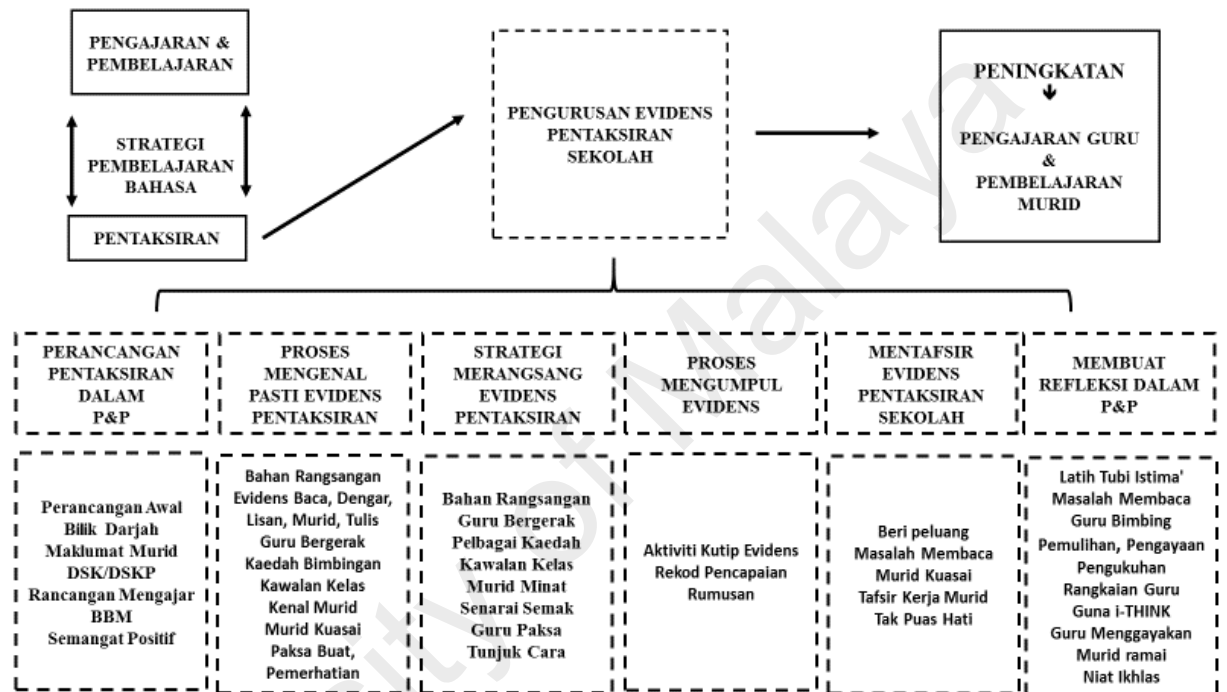 PENGAJARAN &
PEMBELAJARAN
STRATEGI
PEMBELAJARAN
BAHASA
PENTAKSIRAN
PENGURUSAN EVIDENS
PENTAKSIRAN
SEKOLAH
PENINGKATAN
PENGAJARAN GURU
&
PEMBELAJARAN
MURID
PERANCANGAN
PENTAKSIRAN
DALAM
P&P
PROSES
MENGENAL
PASTI EVIDENS
PENTAKSIRAN
STRATEGI
MERANGSANG
EVIDENS
PENTAKSIRAN
PROSES
MENGUMPUL
EVIDENS
MENTAFSIR
EVIDENS
PENTAKSIRAN
SEKOLAH
MEMBUAT
REFLEKSI DALAM
P&P
Perancangan Awal
Bilik Darjah
Maklumat Murid
DSK/DSKP
Rancangan Mengajar
BBM
Semangat Positif
Bahan Rangsangan
Evidens Baca, Dengar,
Lisan, Murid, Tulis
Guru Bergerak
Kaedah Bimbingan
Kawalan Kelas
Kenal Murid
Murid Kuasai
Paksa Buat,
Pemerhatian
Bahan Rangsangan
Guru Bergerak
Pelbagai Kaedah
Kawalan Kelas
Murid Minat
Senarai Semak
Guru Paksa
Tunjuk Cara
Aktiviti Kutip Evidens
Rekod Pencapaian
Rumusan
Beri peluang
Masalah Membaca
Murid Kuasai
Tafsir Kerja Murid
Tak Puas Hati
Latih Tubi Istima'
Masalah Membaca
Guru Bimbing
Pemulihan, Pengayaan
Pengukuhan
Rangkaian Guru
Guna i-THINK
Guru Menggayakan
Murid ramai
Niat Ikhlas
sity of Malaya